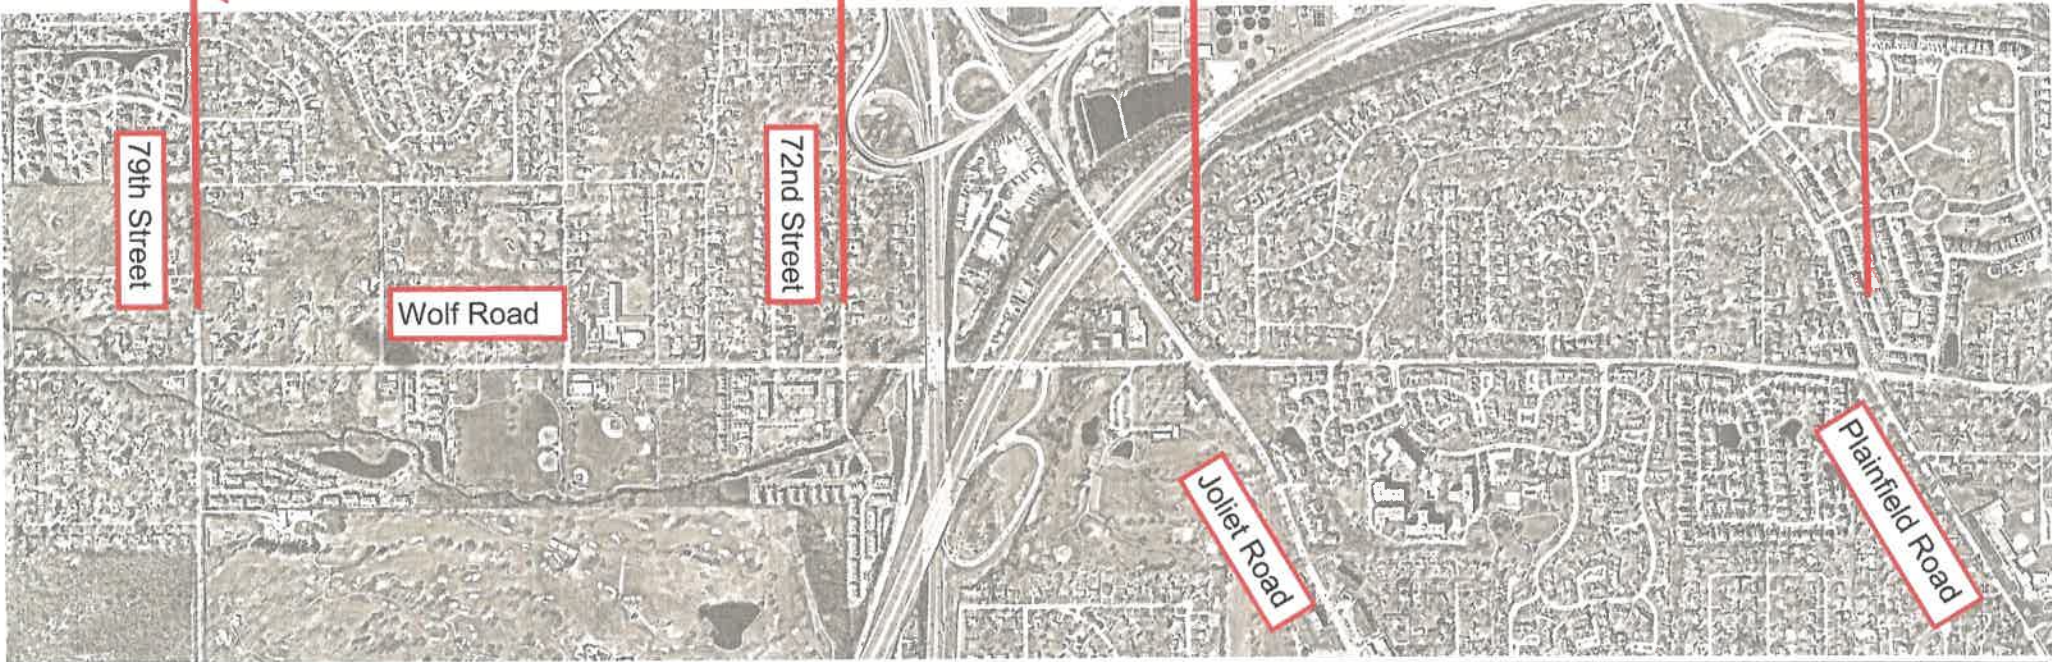 79th Street
Wolf Road
72nd Street
Joliet Road
Plainfield Road